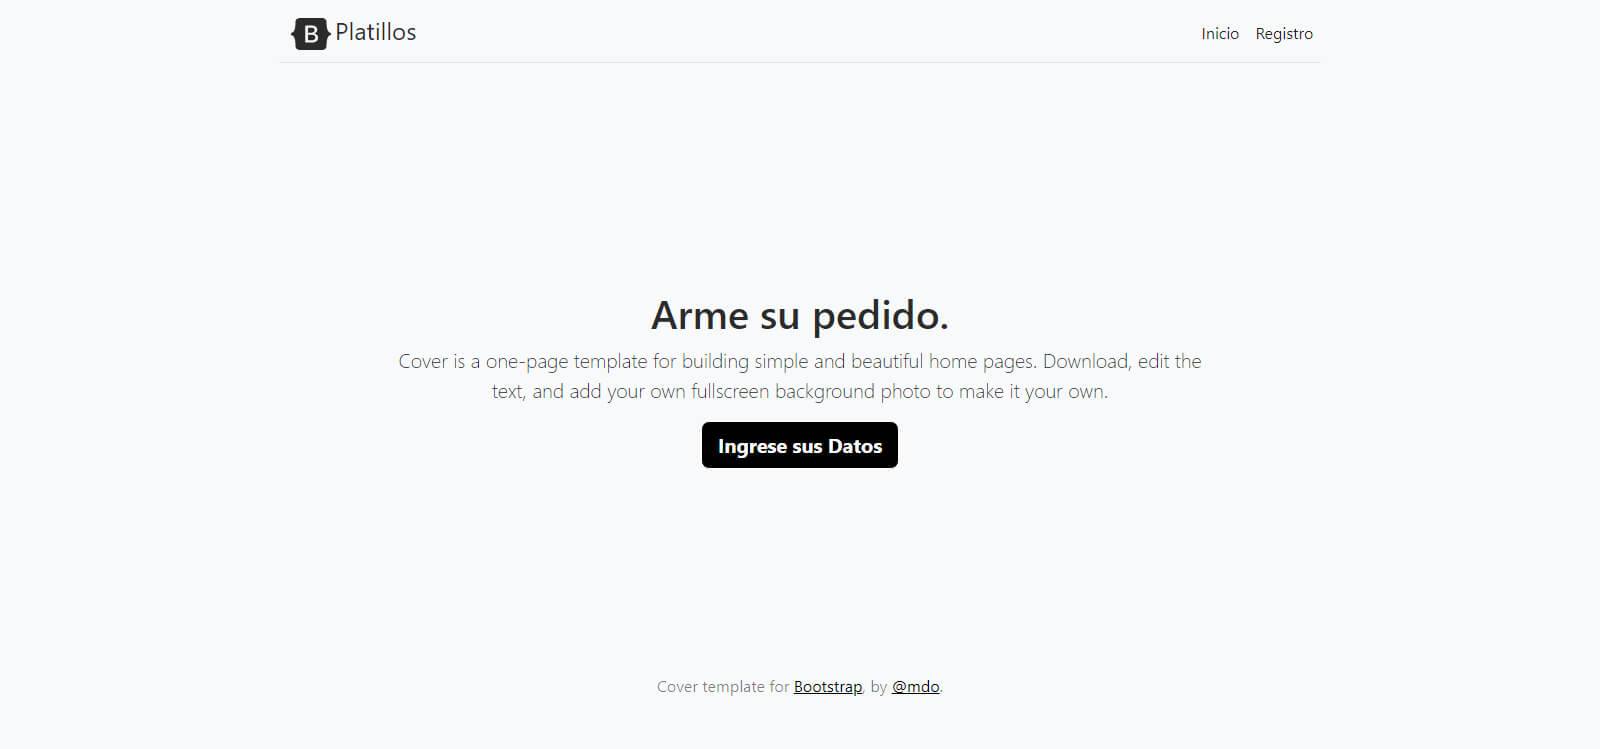 B Platillos
Inicio Registro
Arme su pedido.
Cover is a one-page template for building simple and beautiful home pages. Download, edit the
text, and add your own fullscreen background photo to make it your own.
Ingrese sus Datos
Cover template for Bootstrap, by @mdo.